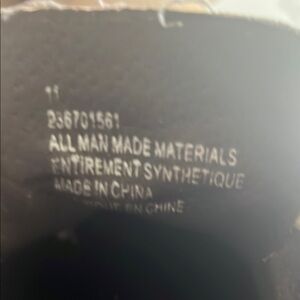 11
236701561
ALL MAN MADE MATERIALS
ENTIREMENT SYNTHETIQUE
MADE IN CHINA
EN CHINE